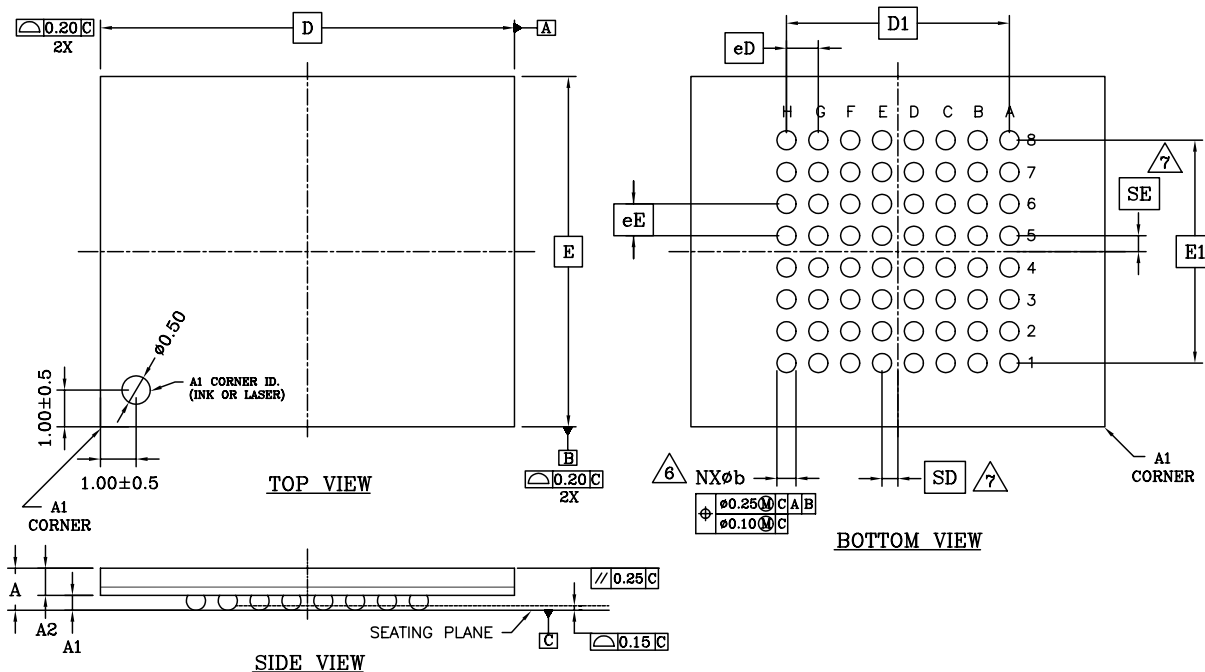 ⌓ 0.20 C
2X
D
A
D1
eD
H G F E D C B A
8
7
6
5
4
3
2
1
7
SE
eE
E1
E
ø0.50
A1 CORNER ID.
(INK OR LASER)
1.00±0.5
1.00±0.5
A1
CORNER
TOP VIEW
B
⌓ 0.20 C
2X
6
NXøb
⌖ ø0.25 Ⓜ C A B
ø0.10 Ⓜ C
SD
7
A1
CORNER
BOTTOM VIEW
A
A2
A1
// 0.25 C
SEATING PLANE
C
⌓ 0.15 C
SIDE VIEW